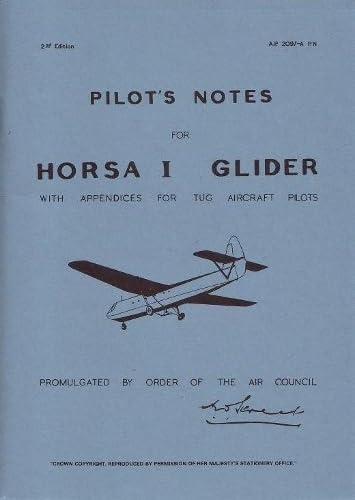 2nd Edition
A.P. 2097-A P.N
PILOT'S NOTES
FOR
HORSA I GLIDER
WITH APPENDICES FOR TUG AIRCRAFT PILOTS
PROMULGATED BY ORDER OF THE AIR COUNCIL
"CROWN COPYRIGHT, REPRODUCED BY PERMISSION OF HER MAJESTY'S STATIONERY OFFICE."